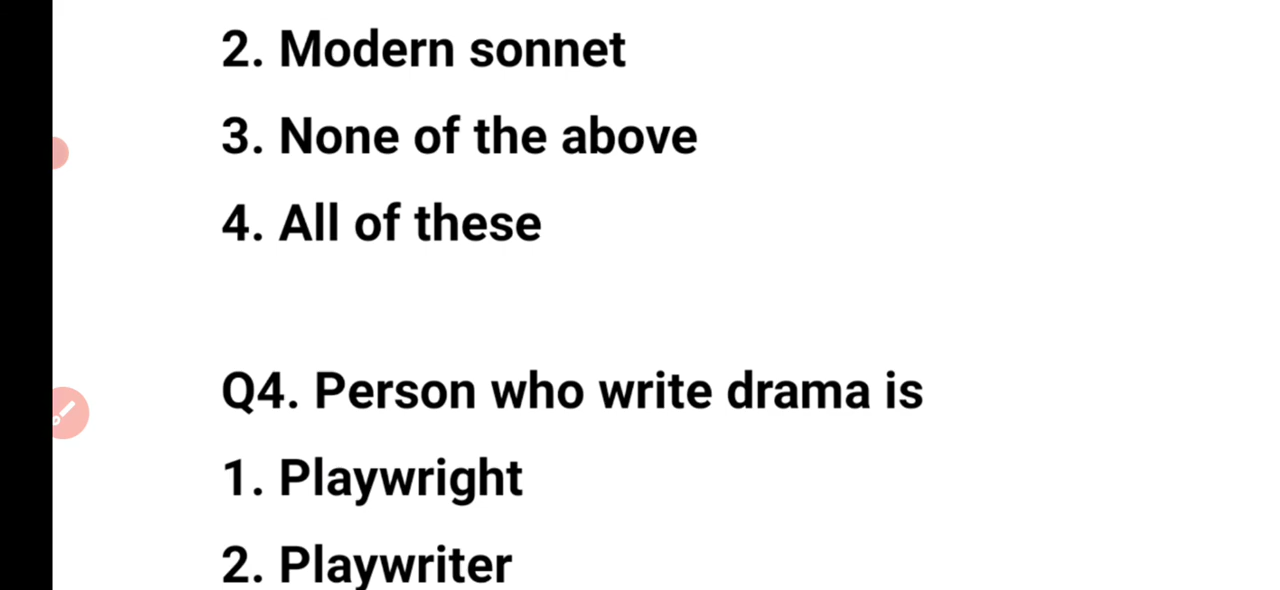 2. Modern sonnet
3. None of the above
4. All of these
Q4. Person who write drama is
1. Playwright
2. Playwriter